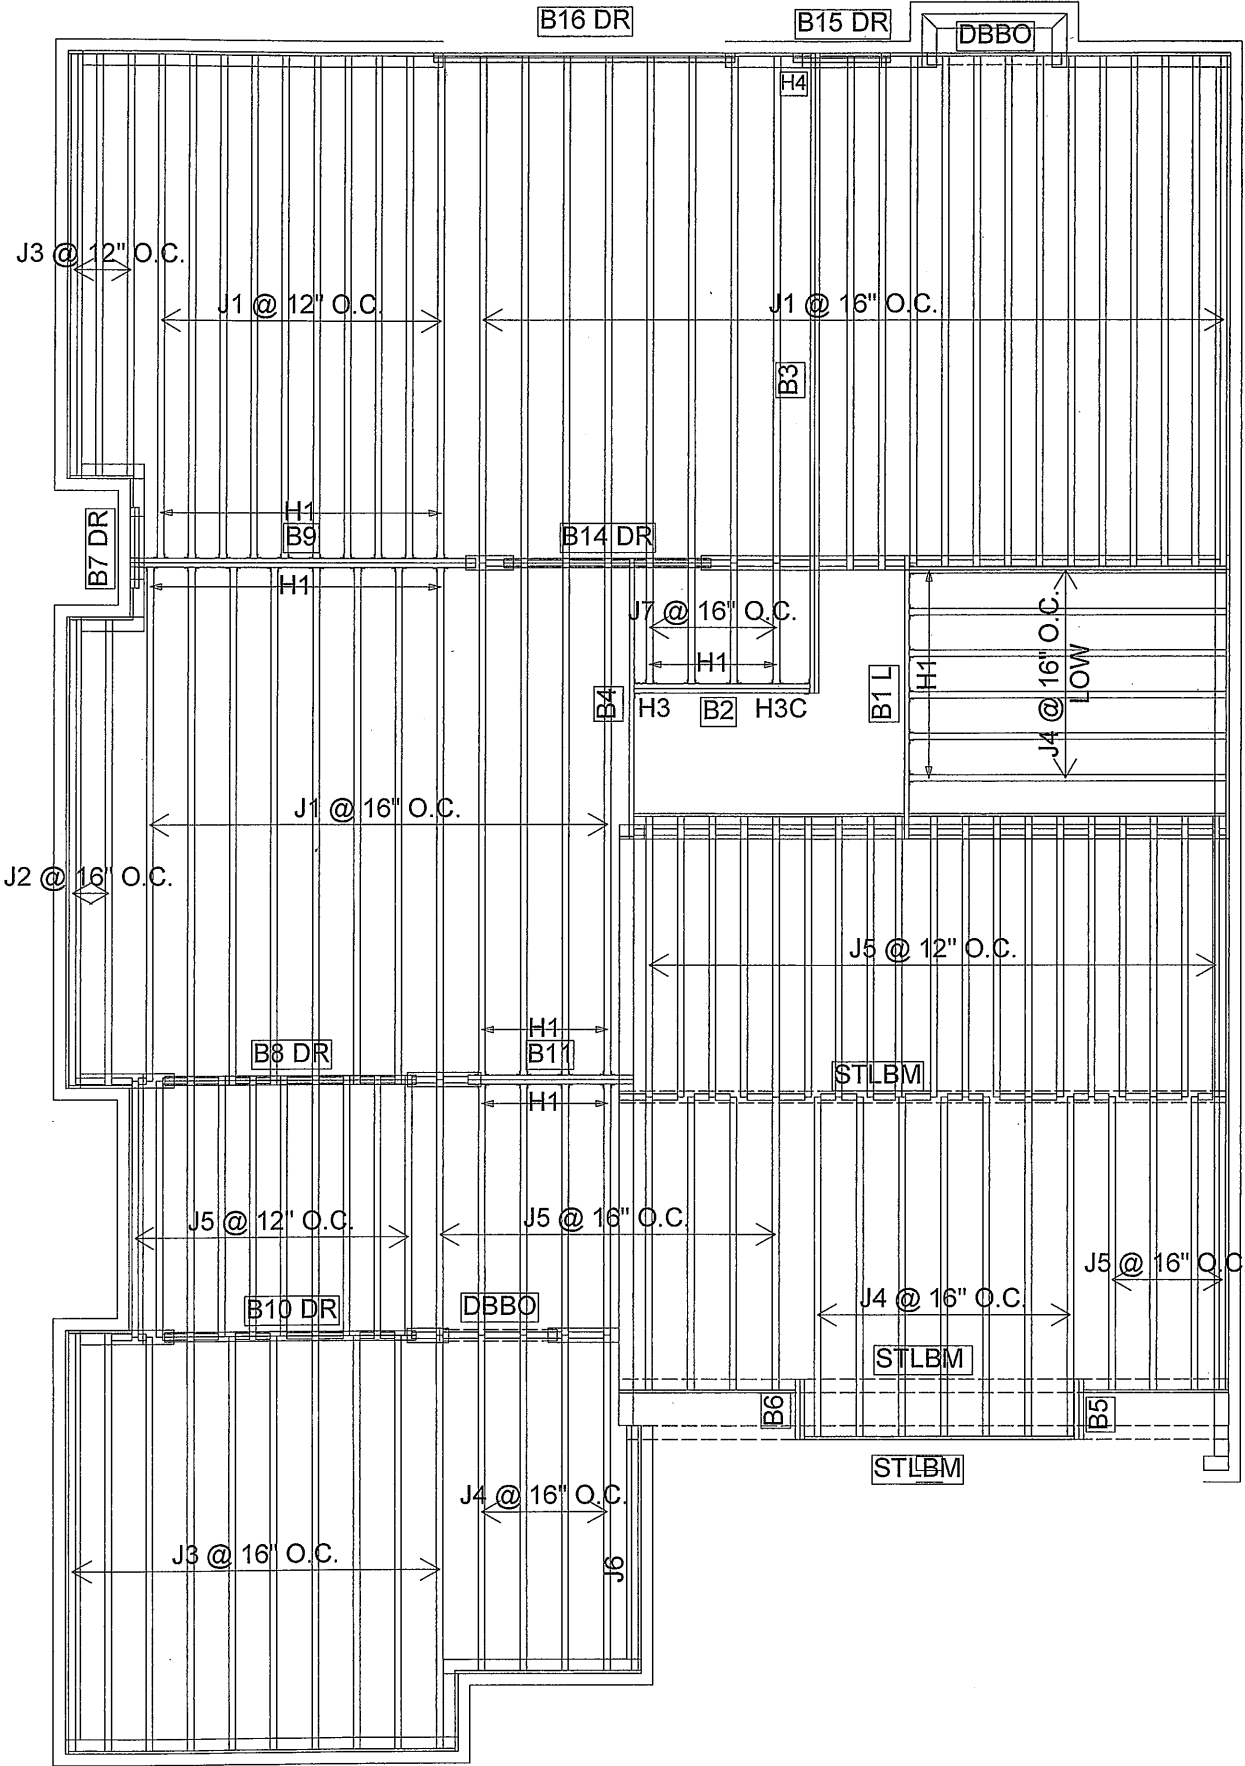 B16 DR
B15 DR
DBBO
H4
J3 @ 12" O.C.
J1 @ 12" O.C.
J1 @ 16" O.C.
B3
H1
B9
B14 DR
B7 DR
H1
J7 @ 16" O.C.
H1
B4
H3
B2
H3C
B1 L
H1
J4 @ 16" O.C.
LOW
J1 @ 16" O.C.
J2 @ 16" O.C.
J5 @ 12" O.C.
H1
B8 DR
B11
STLBM
H1
J5 @ 12" O.C.
J5 @ 16" O.C.
J5 @ 16" O.C
B10 DR
DBBO
J4 @ 16" O.C.
STLBM
B6
B5
STLBM
J4 @ 16" O.C.
J3 @ 16" O.C.
J6